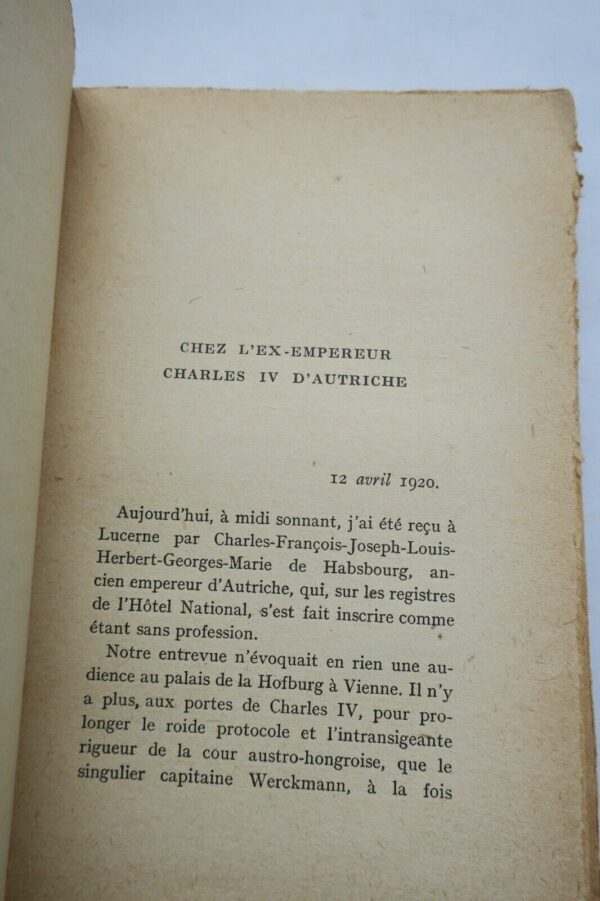 CHEZ L'EX-EMPEREUR
CHARLES IV D'AUTRICHE
12 avril 1920.
Aujourd'hui, à midi sonnant, j'ai été reçu à
Lucerne par Charles-François-Joseph-Louis-
Herbert-Georges-Marie de Habsbourg, an-
cien empereur d'Autriche, qui, sur les registres
de l'Hôtel National, s'est fait inscrire comme
étant sans profession.
Notre entrevue n'évoquait en rien une au-
dience au palais de la Hofburg à Vienne. Il n'y
a plus, aux portes de Charles IV, pour pro-
longer le roide protocole et l'intransigeante
rigueur de la cour austro-hongroise, que le
singulier capitaine Werckmann, à la fois